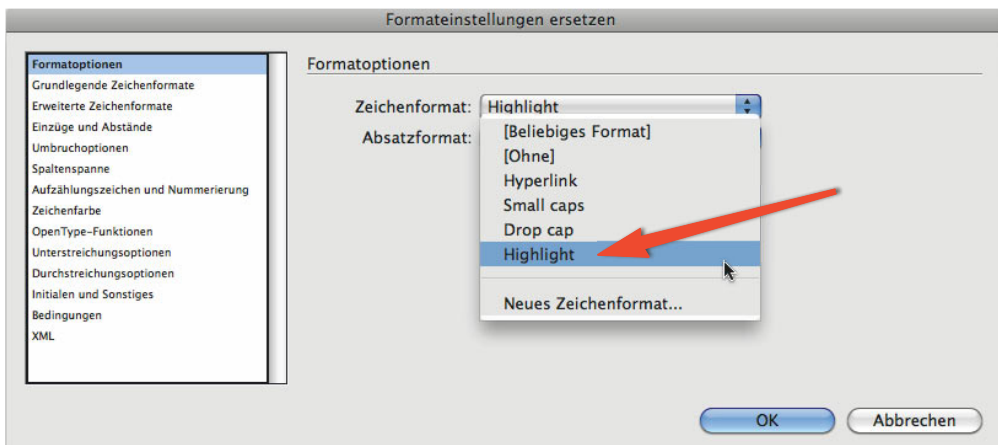 Formateinstellungen ersetzen
Formatoptionen
Grundlegende Zeichenformate
Erweiterte Zeichenformate
Einzüge und Abstände
Umbruchoptionen
Spaltenspanne
Aufzählungszeichen und Nummerierung
Zeichenfarbe
OpenType-Funktionen
Unterstreichungsoptionen
Durchstreichungsoptionen
Initialen und Sonstiges
Bedingungen
XML
Formatoptionen
Zeichenformat: Highlight
Absatzformat:
[Beliebiges Format]
[Ohne]
Hyperlink
Small caps
Drop cap
Highlight
Neues Zeichenformat...
OK Abbrechen